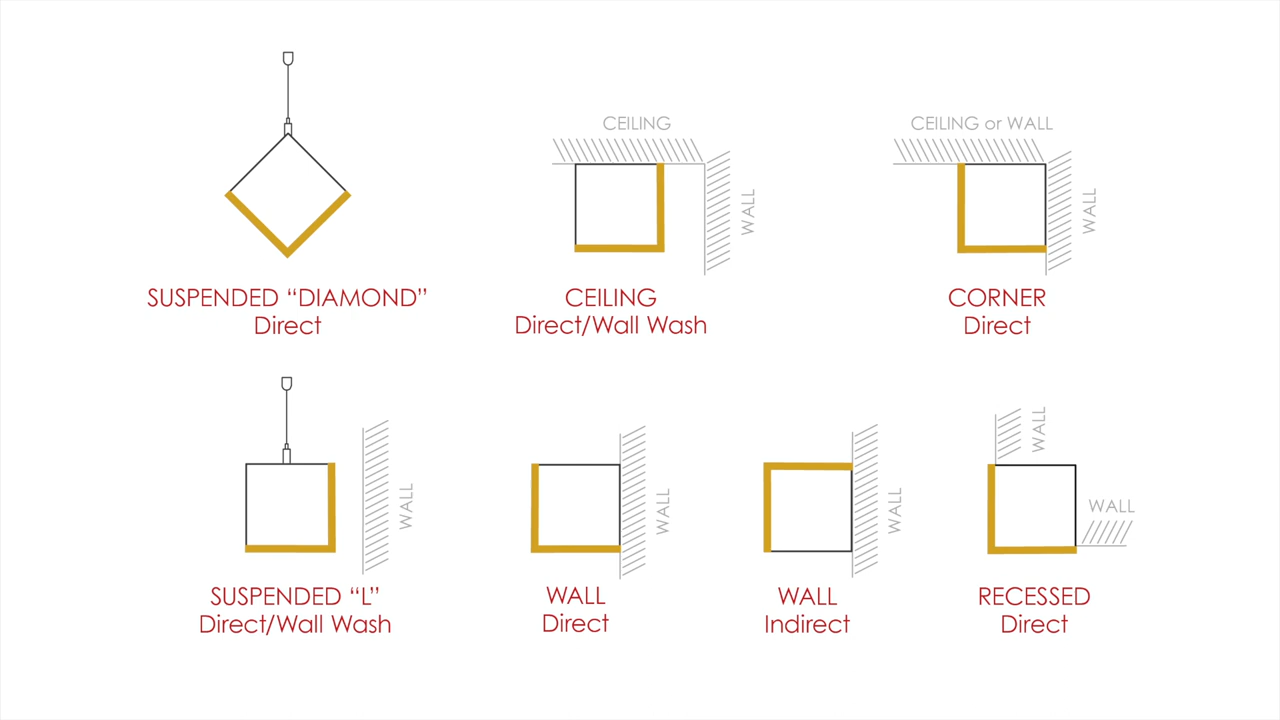 CEILING
WALL
CEILING or WALL
WALL
SUSPENDED “DIAMOND”
Direct
CEILING
Direct/Wall Wash
CORNER
Direct
WALL
WALL
WALL
WALL
WALL
SUSPENDED “L”
Direct/Wall Wash
WALL
Direct
WALL
Indirect
RECESSED
Direct